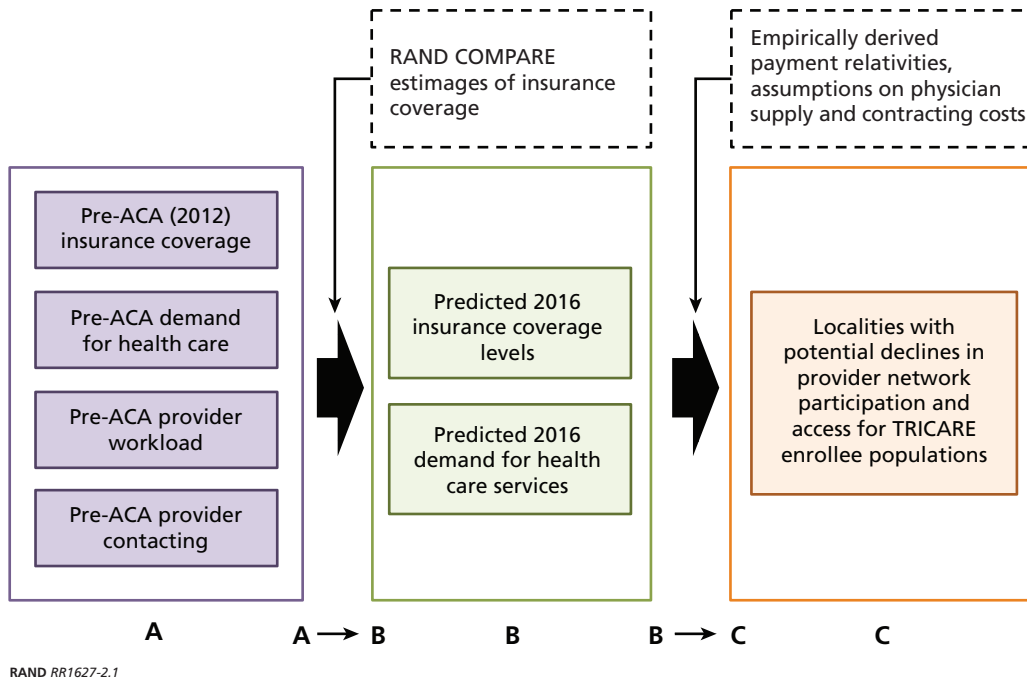 RAND COMPARE
estimates of insurance
coverage
Empirically derived
payment relativities,
assumptions on physician
supply and contracting costs
Pre-ACA (2012)
insurance coverage
Pre-ACA demand
for health care
Pre-ACA provider
workload
Pre-ACA provider
contacting
Predicted 2016
insurance coverage
levels
Predicted 2016
demand for health
care services
Localities with
potential declines in
provider network
participation and
access for TRICARE
enrollee populations
A
A → B
B
B → C
C
RAND RR1627-2.1